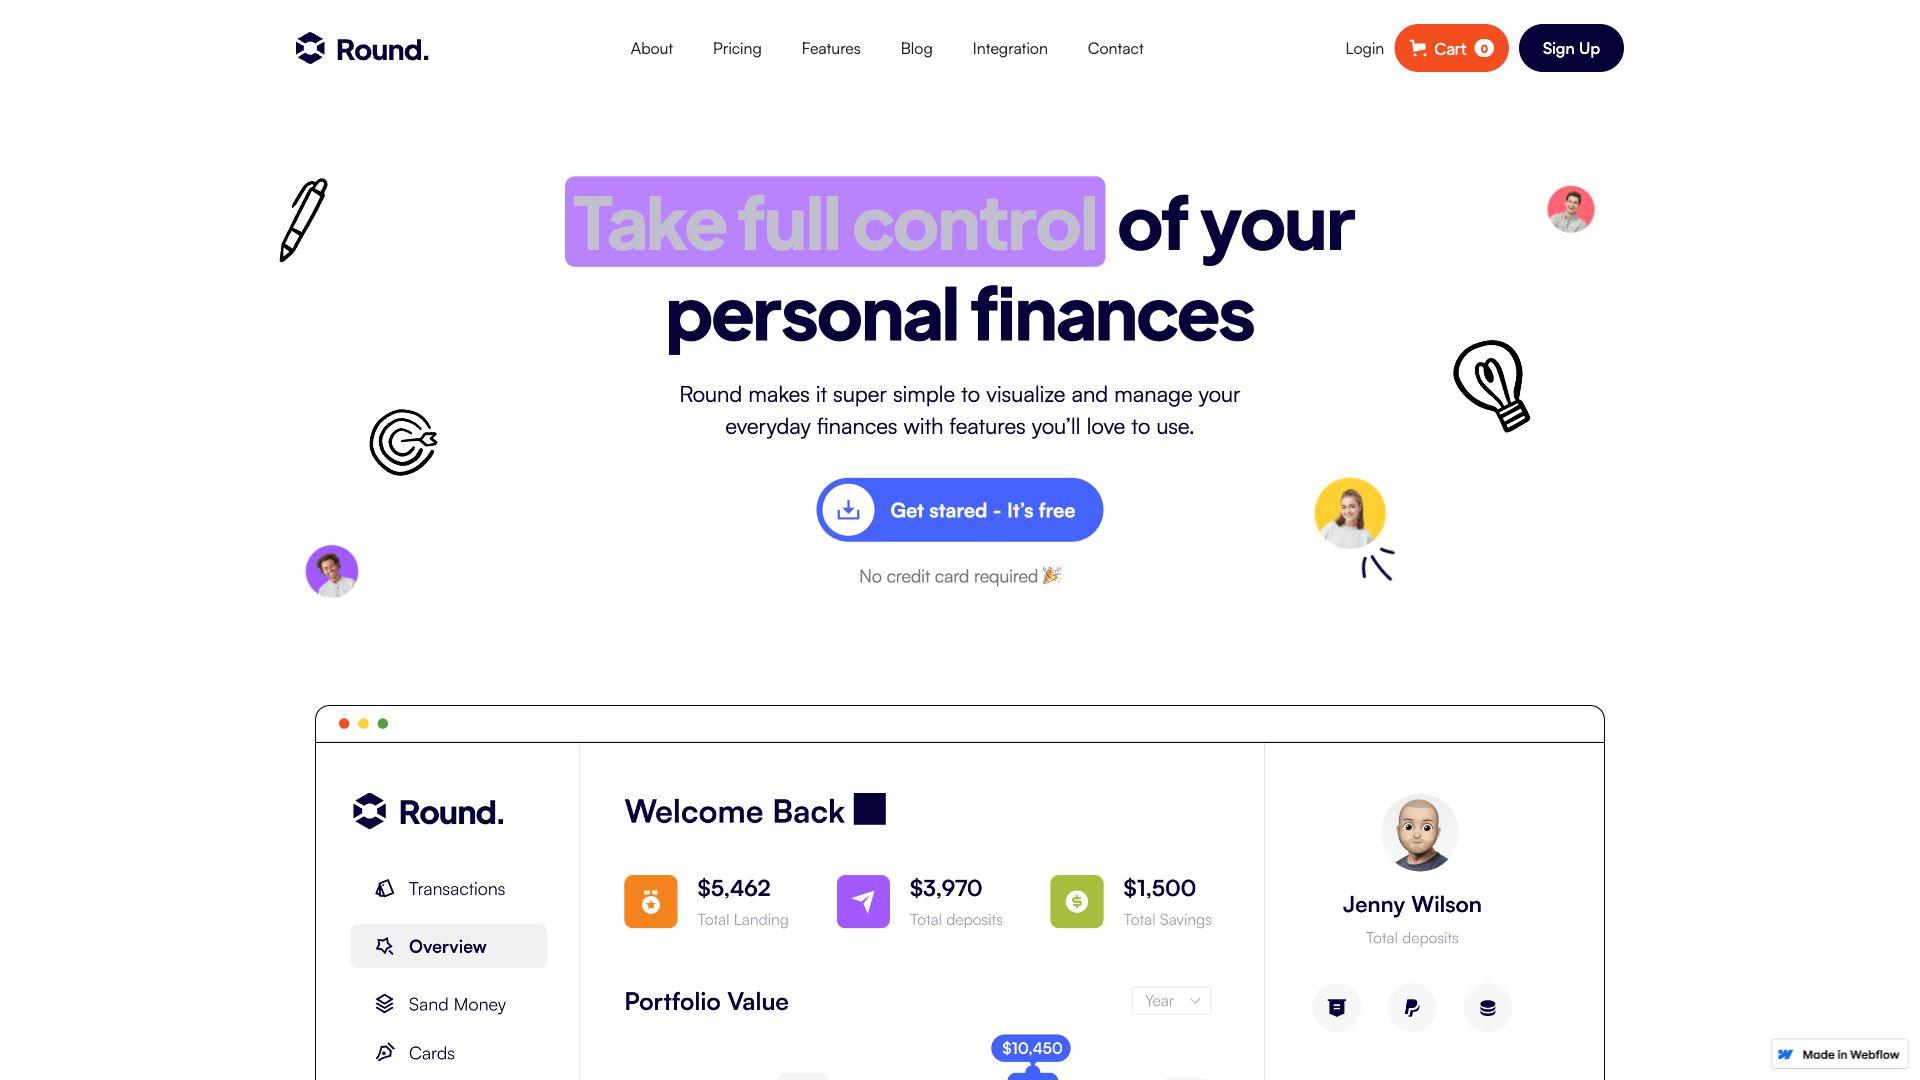 Round.
About
Pricing
Features
Blog
Integration
Contact
Login
Cart 0
Sign Up
Take full control of your
personal finances
Round makes it super simple to visualize and manage your
everyday finances with features you’ll love to use.
Get stared - It’s free
No credit card required 🎉
Round.
Transactions
Overview
Sand Money
Cards
Welcome Back
$5,462
Total Landing
$3,970
Total deposits
$1,500
Total Savings
Portfolio Value
Year
$10,450
Jenny Wilson
Total deposits
Made in Webflow